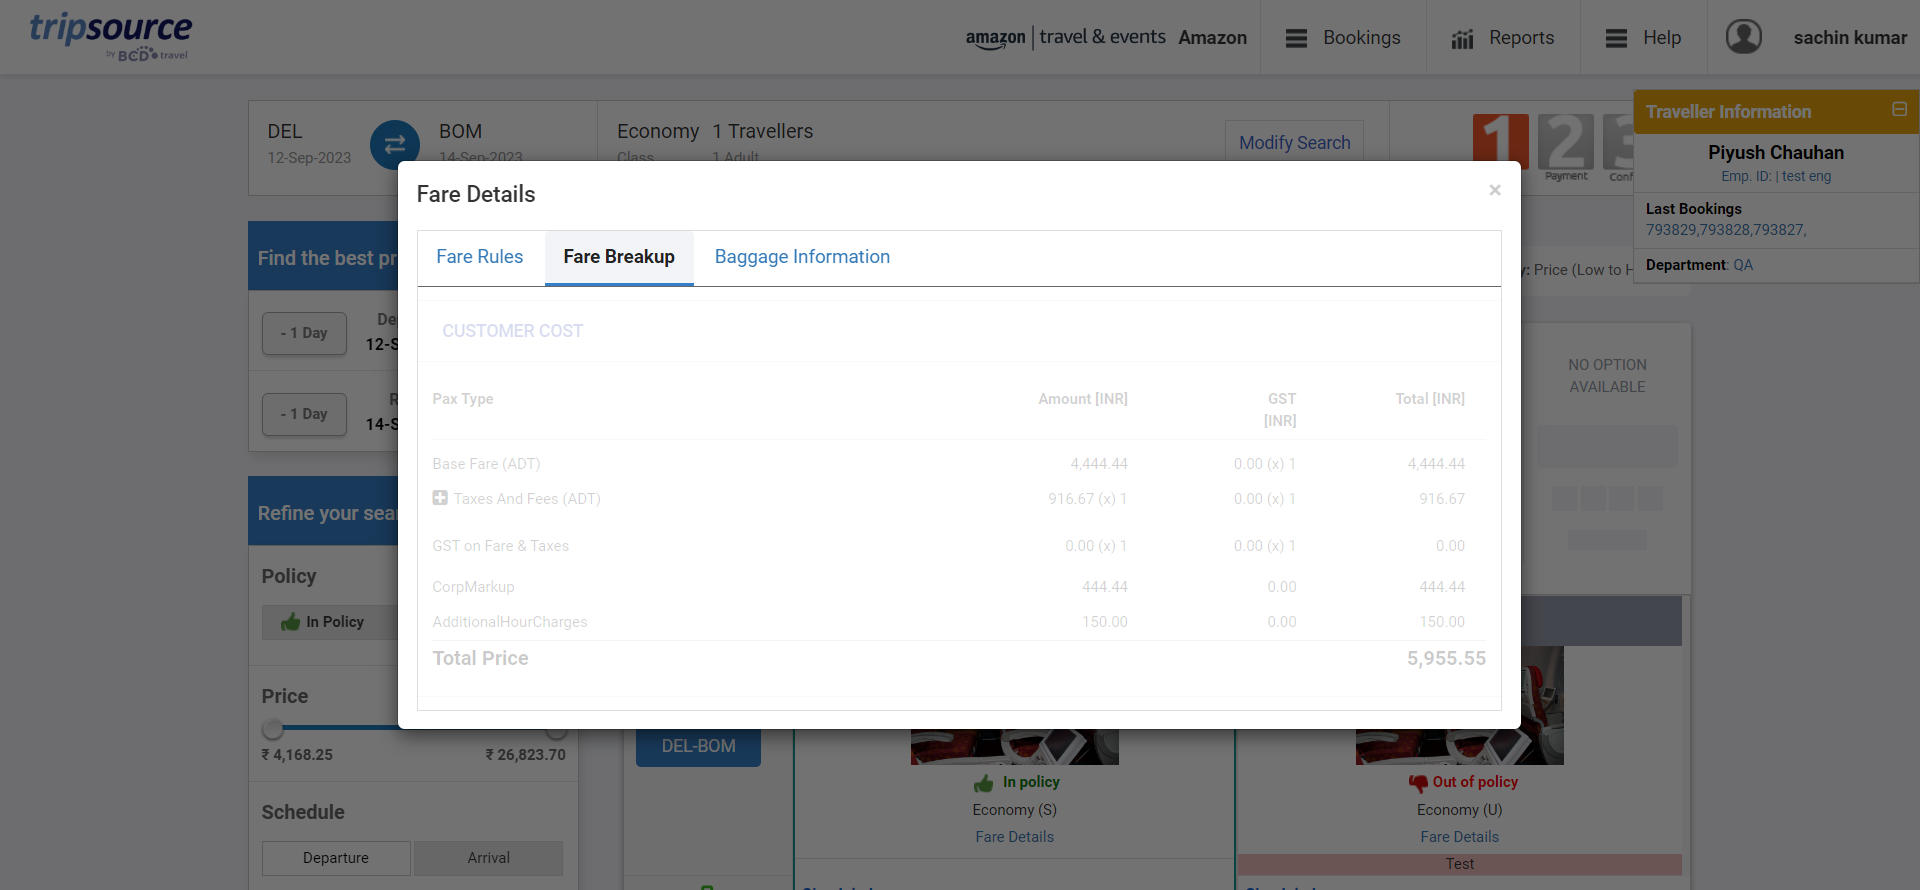 tripsource
by BCD travel
amazon | travel & events Amazon
Bookings
Reports
Help
sachin kumar
DEL
12-Sep-2023
BOM
14-Sep-2023
Economy 1 Travellers
Class 1 Adult
Modify Search
1 2 3
Payment
Traveller Information
Piyush Chauhan
Emp. ID: | test eng
Last Bookings
793829,793828,793827,
Department: QA
Fare Details
×
Fare Rules Fare Breakup Baggage Information
CUSTOMER COST
Pax Type Amount [INR] GST [INR] Total [INR]
Base Fare (ADT) 4,444.44 0.00 (x) 1 4,444.44
Taxes And Fees (ADT) 916.67 (x) 1 0.00 (x) 1 916.67
GST on Fare & Taxes 0.00 (x) 1 0.00 (x) 1 0.00
CorpMarkup 444.44 0.00 444.44
AdditionalHourCharges 150.00 0.00 150.00
Total Price 5,955.55
Find the best pr
- 1 Day
De
12-S
- 1 Day
R
14-S
Refine your sea
Policy
In Policy
Price
₹ 4,168.25 ₹ 26,823.70
Schedule
Departure Arrival
y: Price (Low to H
NO OPTION
AVAILABLE
DEL-BOM
In policy
Economy (S)
Fare Details
Out of policy
Economy (U)
Fare Details
Test